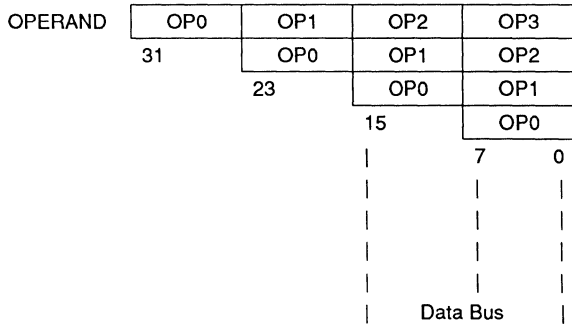 OPERAND OP0 OP1 OP2 OP3
31 OP0 OP1 OP2
23 OP0 OP1
15 OP0
7 0
Data Bus